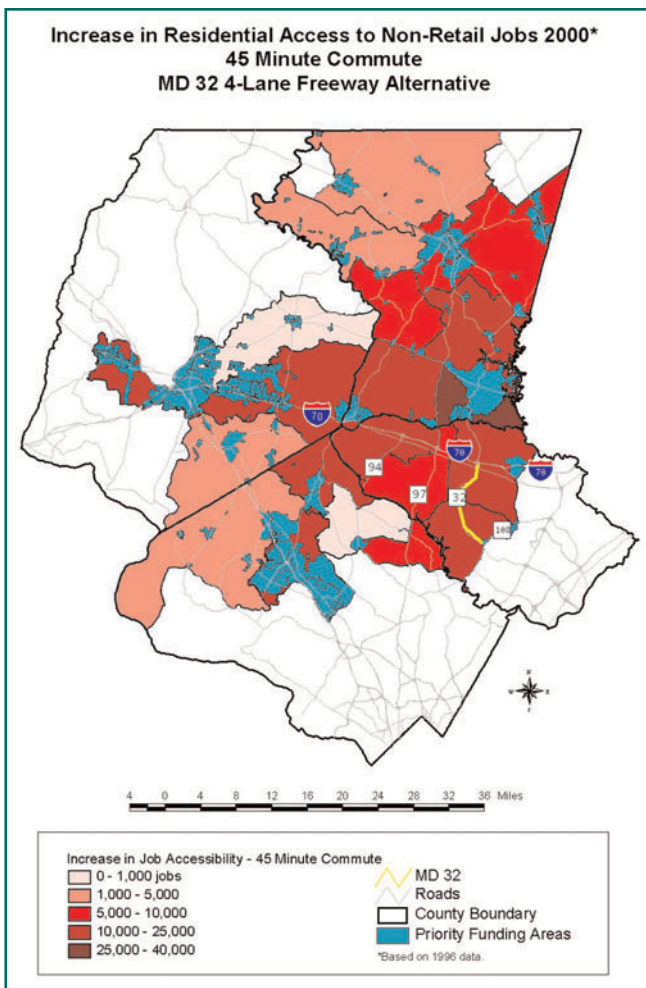 Increase in Residential Access to Non-Retail Jobs 2000*
45 Minute Commute
MD 32 4-Lane Freeway Alternative
70
70
70
94
97
32
108
N
W E
S
4 0 4 8 12 16 20 24 28 32 36 Miles
Increase in Job Accessibility - 45 Minute Commute
0 - 1,000 jobs
1,000 - 5,000
5,000 - 10,000
10,000 - 25,000
25,000 - 40,000
MD 32
Roads
County Boundary
Priority Funding Areas
*Based on 1996 data.